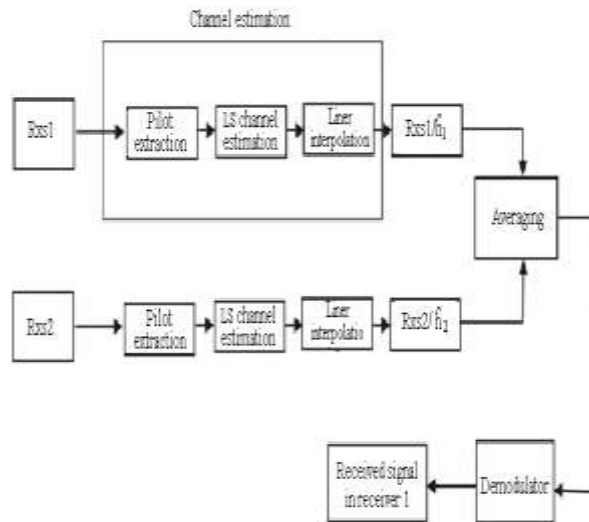 Channel estimation
Rxs1
Pilot
extraction
LS channel
estimation
Liner
interpolation
Rxs1/ĥ₁
Averaging
Rxs2
Pilot
extraction
LS channel
estimation
Liner
interpolatio
Rxs2/ĥ₂
Received signal
in receiver 1
Demodulator